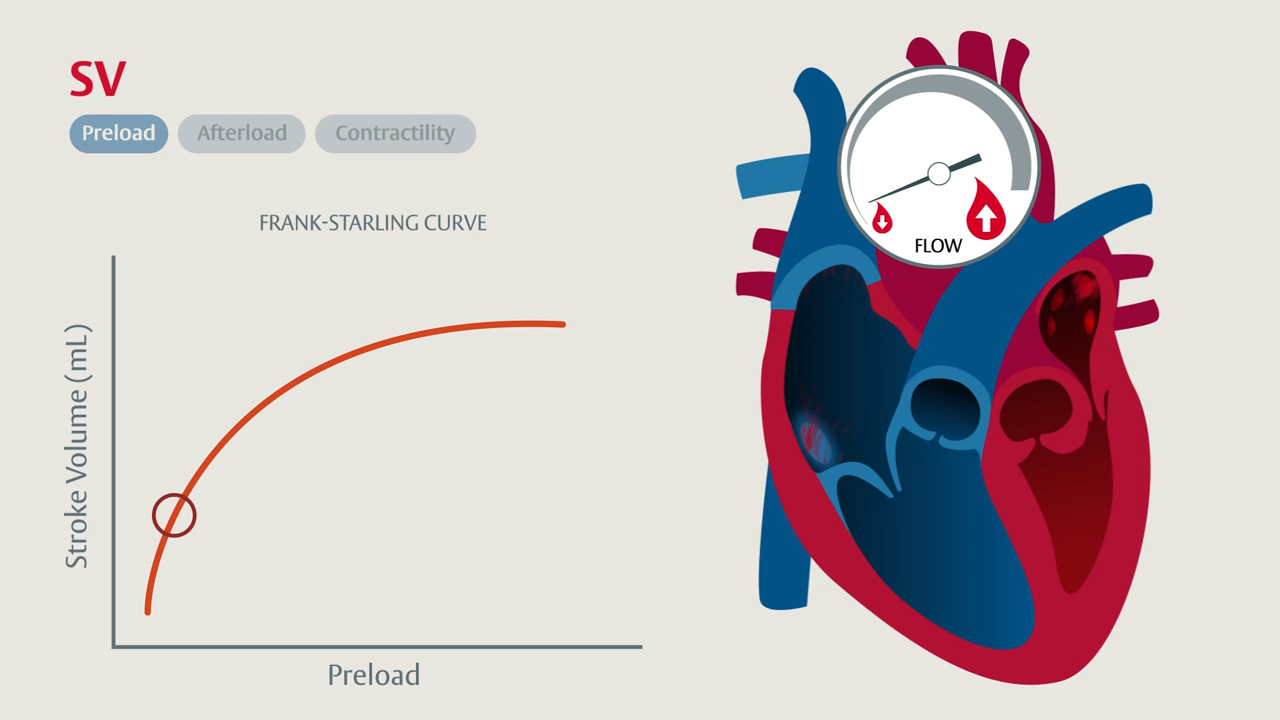 SV
Preload Afterload Contractility
FRANK-STARLING CURVE
Stroke Volume (mL)
Preload
FLOW